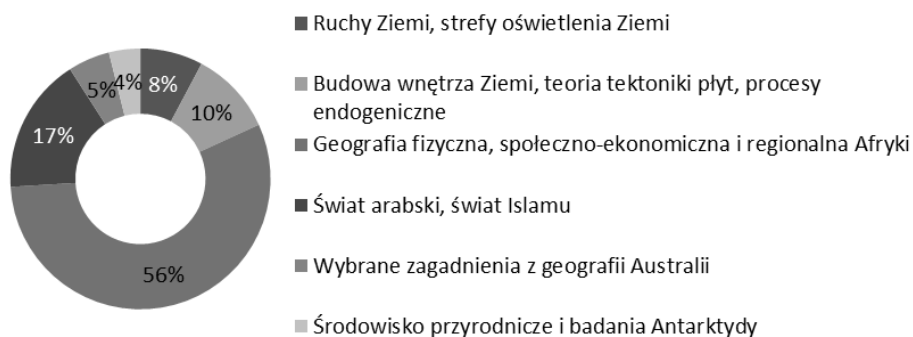 Ruchy Ziemi, strefy oświetlenia Ziemi
4%
8%
5%
10%
Budowa wnętrza Ziemi, teoria tektoniki płyt, procesy
endogeniczne
17%
Geografia fizyczna, społeczno-ekonomiczna i regionalna Afryki
Świat arabski, świat Islamu
56%
Wybrane zagadnienia z geografii Australii
Środowisko przyrodnicze i badania Antarktydy